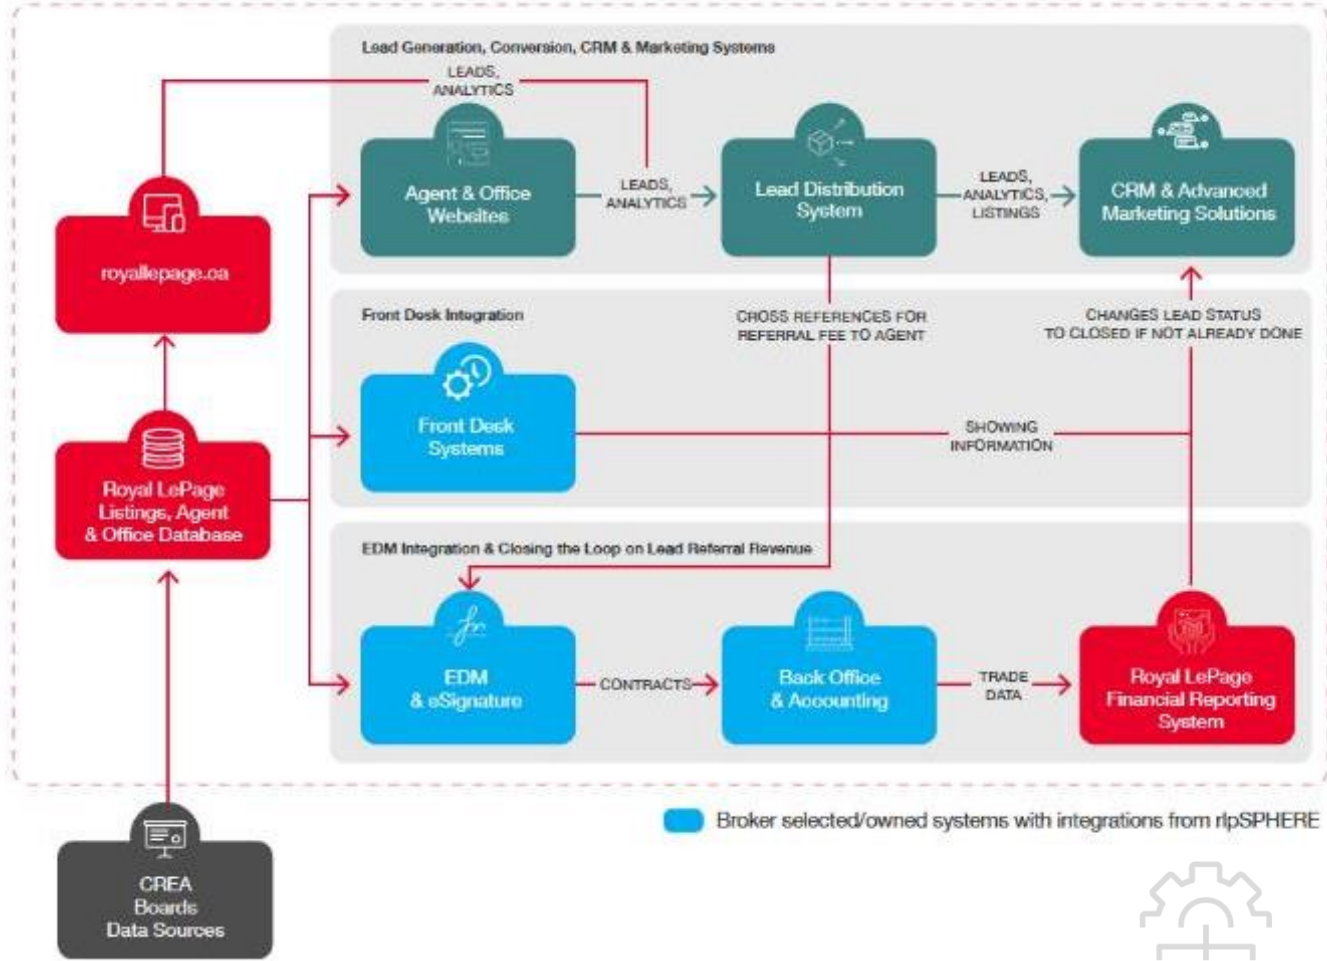 Lead Generation, Conversion, CRM & Marketing Systems
LEADS,
ANALYTICS
Agent & Office
Websites
LEADS,
ANALYTICS
Lead Distribution
System
LEADS,
ANALYTICS,
LISTINGS
CRM & Advanced
Marketing Solutions
royallepage.ca
Front Desk Integration
CROSS REFERENCES FOR
REFERRAL FEE TO AGENT
CHANGES LEAD STATUS
TO CLOSED IF NOT ALREADY DONE
Front Desk
Systems
SHOWING
INFORMATION
Royal LePage
Listings, Agent
& Office Database
EDM Integration & Closing the Loop on Lead Referral Revenue
EDM
& eSignature
CONTRACTS
Back Office
& Accounting
TRADE
DATA
Royal LePage
Financial Reporting
System
Broker selected/owned systems with integrations from rlpSPHERE
CREA
Boards
Data Sources